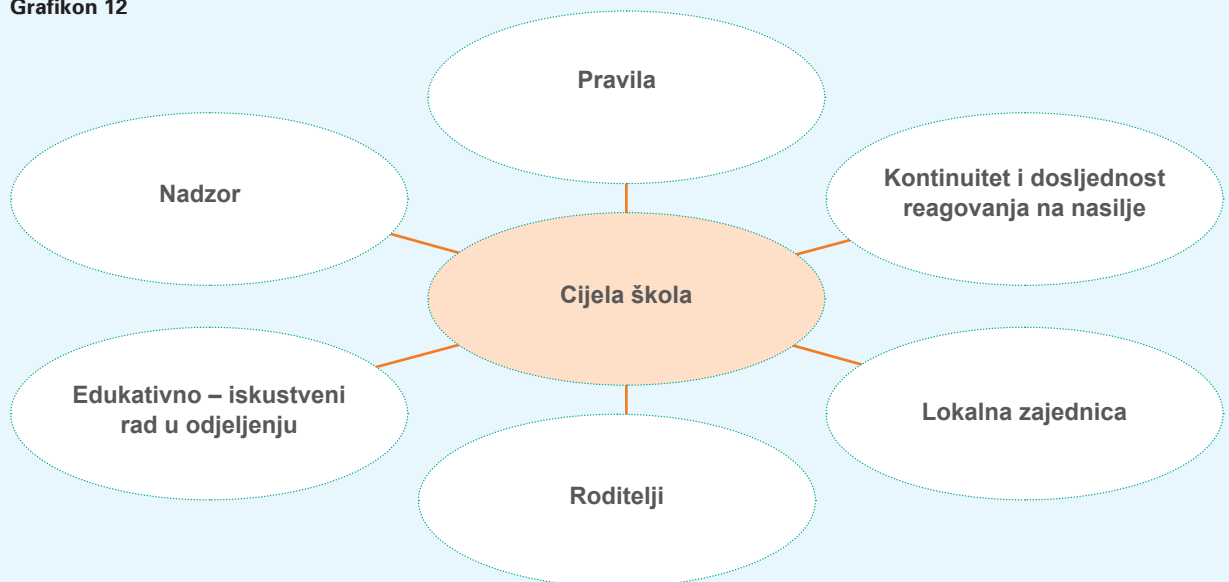 Grafikon 12
Pravila
Nadzor
Kontinuitet i dosljednost
reagovanja na nasilje
Cijela škola
Edukativno – iskustveni
rad u odjeljenju
Lokalna zajednica
Roditelji